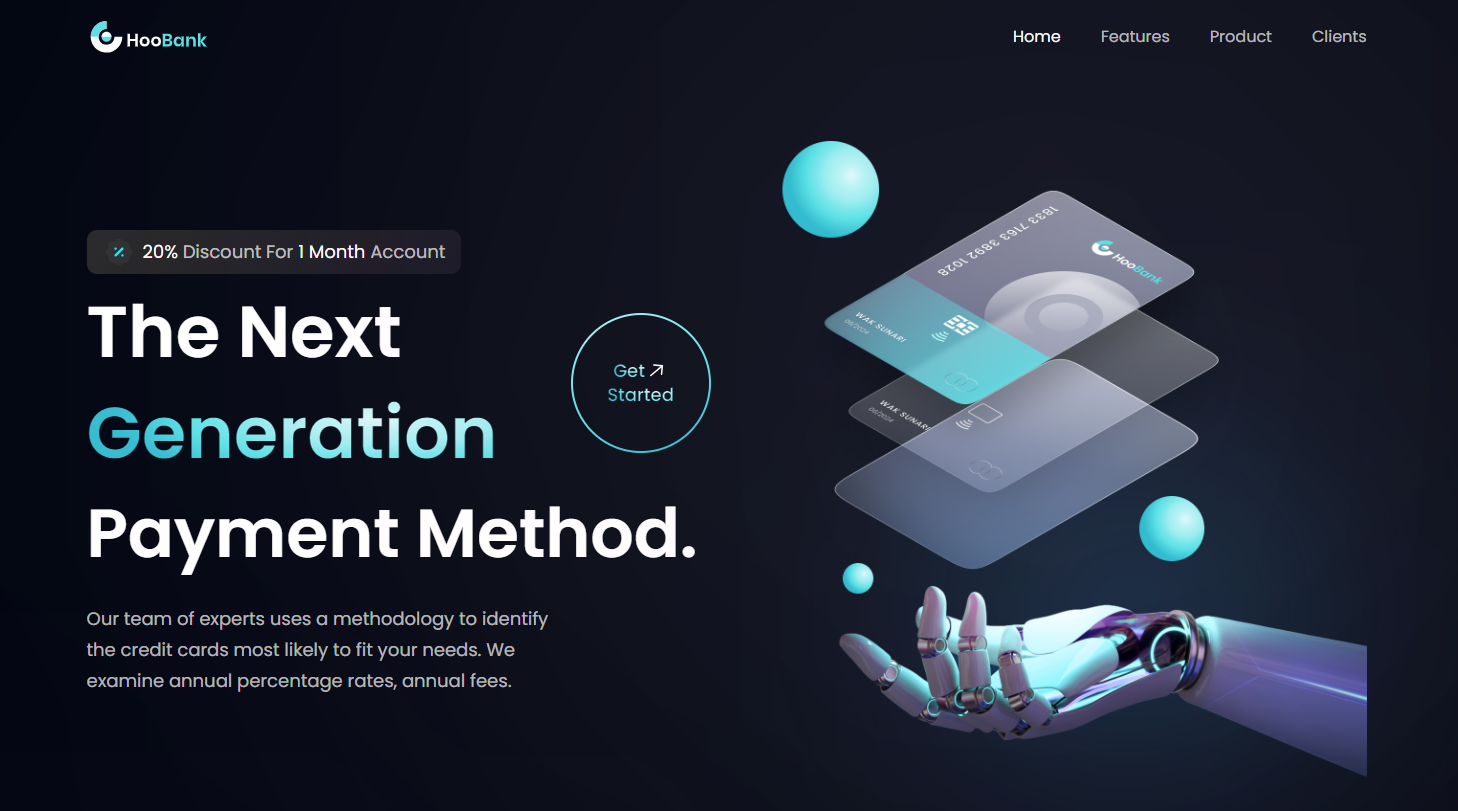 HooBank
Home Features Product Clients
20% Discount For 1 Month Account
The Next
Generation
Payment Method.
Get
Started
Our team of experts uses a methodology to identify
the credit cards most likely to fit your needs. We
examine annual percentage rates, annual fees.
1833 7163 3892 1028
HooBank
WAK SUNARI
06/2024
WAK SUNARI
06/2024